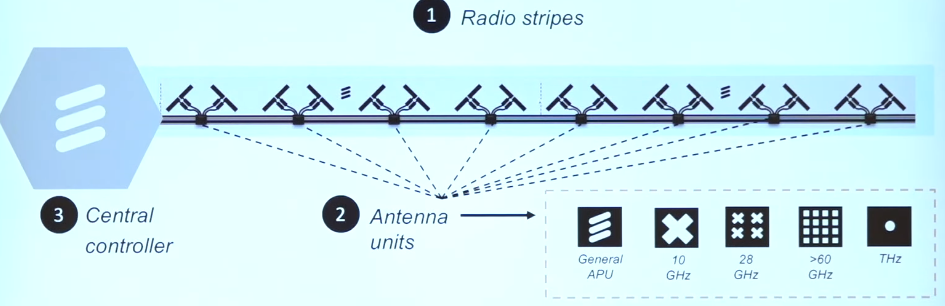 1 Radio stripes
3 Central
controller
2 Antenna
units
General
APU
10
GHz
28
GHz
>60
GHz
THz